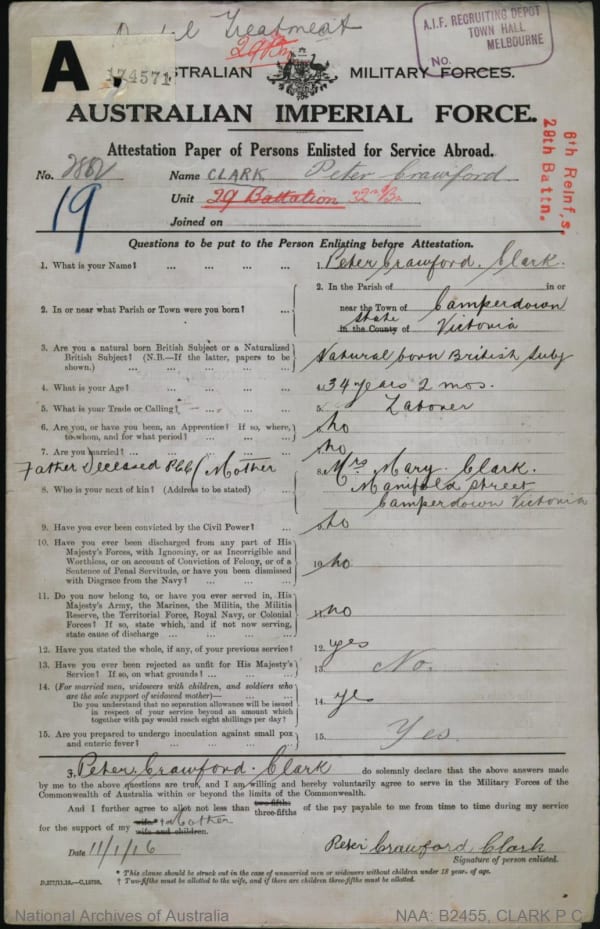 Dental Treatment
29th Bn
A.I.F. RECRUITING DEPOT
TOWN HALL
MELBOURNE
NO.
A
174571
AUSTRALIAN MILITARY FORCES.
AUSTRALIAN IMPERIAL FORCE.
Attestation Paper of Persons Enlisted for Service Abroad.
No. 2882 Name CLARK Peter Crawford
Unit 29 Battalion 22nd Bn
Joined on
6th Reinf,s.
29th Battn.
19
Questions to be put to the Person Enlisting before Attestation.
1. What is your Name? ... ... ... ... 1. Peter Crawford. Clark.
2. In or near what Parish or Town were you born? ... 2. In the Parish of in or
near the Town of Camperdown
State
in the County of Victoria
3. Are you a natural born British Subject or a Naturalized British Subject? (N.B.—If the latter, papers to be shown.) ... ... ... ... Natural born British Subj
4. What is your Age? ... ... ... ... 4. 34 years 2 mos.
5. What is your Trade or Calling? ... ... ... 5. Laborer
6. Are you, or have you been, an Apprentice? If so, where, to whom, and for what period? ... ... ... 6. no
7. Are you married? ... ... ... ... 7. no
Father Deceased PCC / Mother
8. Who is your next of kin? (Address to be stated) ... 8. Mrs Mary. Clark.
Manifold Street
Camperdown Victoria
9. Have you ever been convicted by the Civil Power? ... 9. no
10. Have you ever been discharged from any part of His Majesty's Forces, with Ignominy, or as Incorrigible and Worthless, or on account of Conviction of Felony, or of a Sentence of Penal Servitude, or have you been dismissed with Disgrace from the Navy? ... ... ... 10. no
11. Do you now belong to, or have you ever served in, His Majesty's Army, the Marines, the Militia, the Militia Reserve, the Territorial Force, Royal Navy, or Colonial Forces? If so, state which, and if not now serving, state cause of discharge ... ... ... ... 11. no
12. Have you stated the whole, if any, of your previous service? 12. yes
13. Have you ever been rejected as unfit for His Majesty's Service? If so, on what grounds? ... ... ... 13. No.
14. (For married men, widowers with children, and soldiers who are the sole support of widowed mother)—
Do you understand that no separation allowance will be issued in respect of your service beyond an amount which together with pay would reach eight shillings per day? 14. yes
15. Are you prepared to undergo inoculation against small pox and enteric fever? ... ... ... ... 15. Yes.
I, Peter. Crawford. Clark do solemnly declare that the above answers
made by me to the above questions are true, and I am willing and hereby voluntarily agree to serve in the Military Forces of the
Commonwealth of Australia within or beyond the limits of the Commonwealth.
And I further agree to allot not less than two-fifths three-fifths of the pay payable to me from time to time during my service
for the support of my wife † Mother
wife and children.
Date 11/1/16 Peter Crawford Clark
Signature of person enlisted.
* This clause should be struck out in the case of unmarried men or widowers without children under 18 years of age.
† Two-fifths must be allotted to the wife, and if there are children three-fifths must be allotted.
National Archives of Australia NAA: B2455, CLARK P C